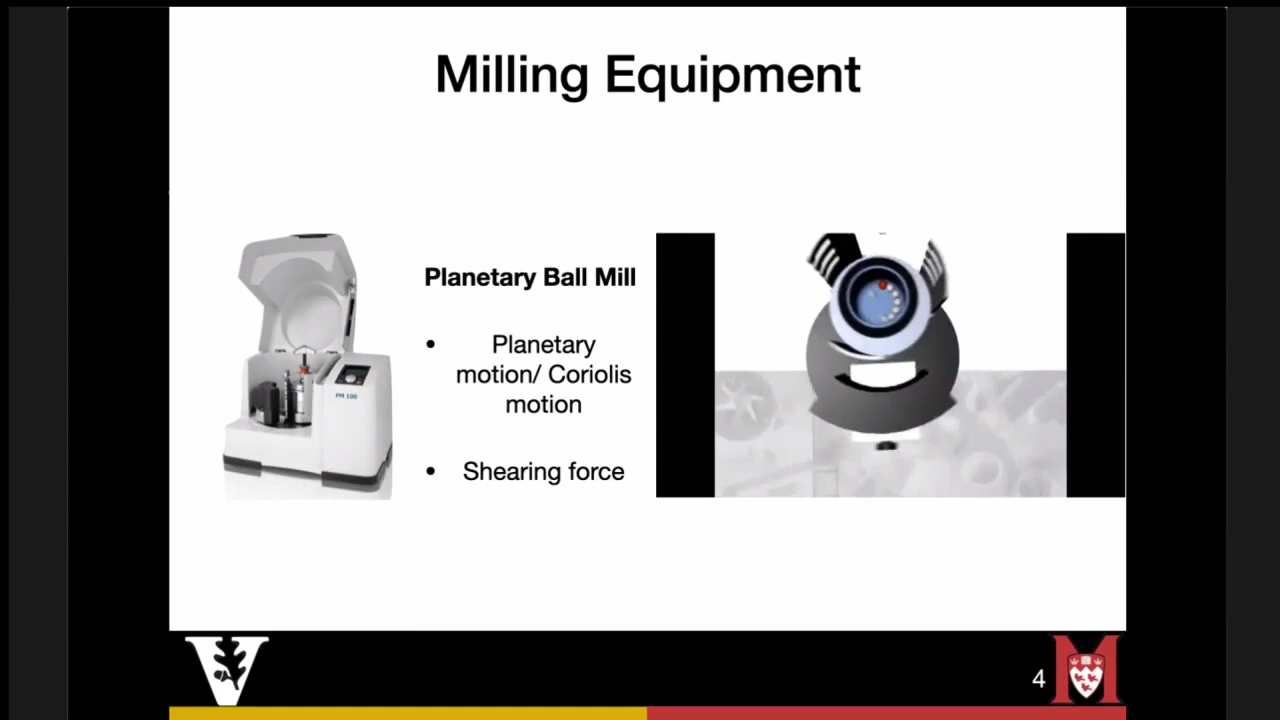 Milling Equipment
Planetary Ball Mill
• Planetary
motion/ Coriolis
motion
• Shearing force
PM 100
4